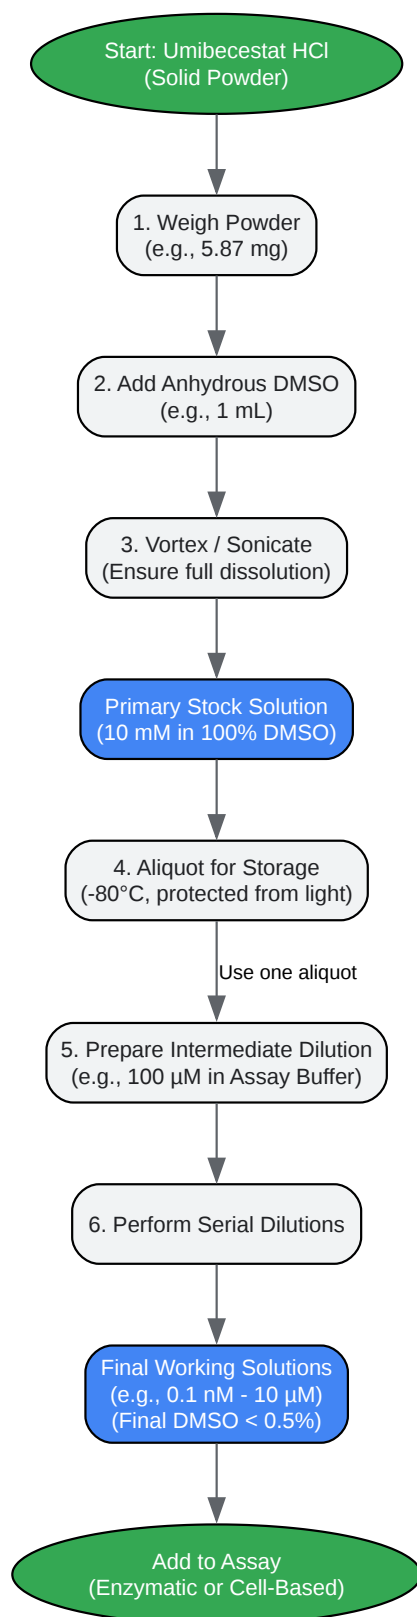 Start: Umibecestat HCl
(Solid Powder)
1. Weigh Powder
(e.g., 5.87 mg)
2. Add Anhydrous DMSO
(e.g., 1 mL)
3. Vortex / Sonicate
(Ensure full dissolution)
Primary Stock Solution
(10 mM in 100% DMSO)
4. Aliquot for Storage
(-80°C, protected from light)
Use one aliquot
5. Prepare Intermediate Dilution
(e.g., 100 µM in Assay Buffer)
6. Perform Serial Dilutions
Final Working Solutions
(e.g., 0.1 nM - 10 µM)
(Final DMSO < 0.5%)
Add to Assay
(Enzymatic or Cell-Based)